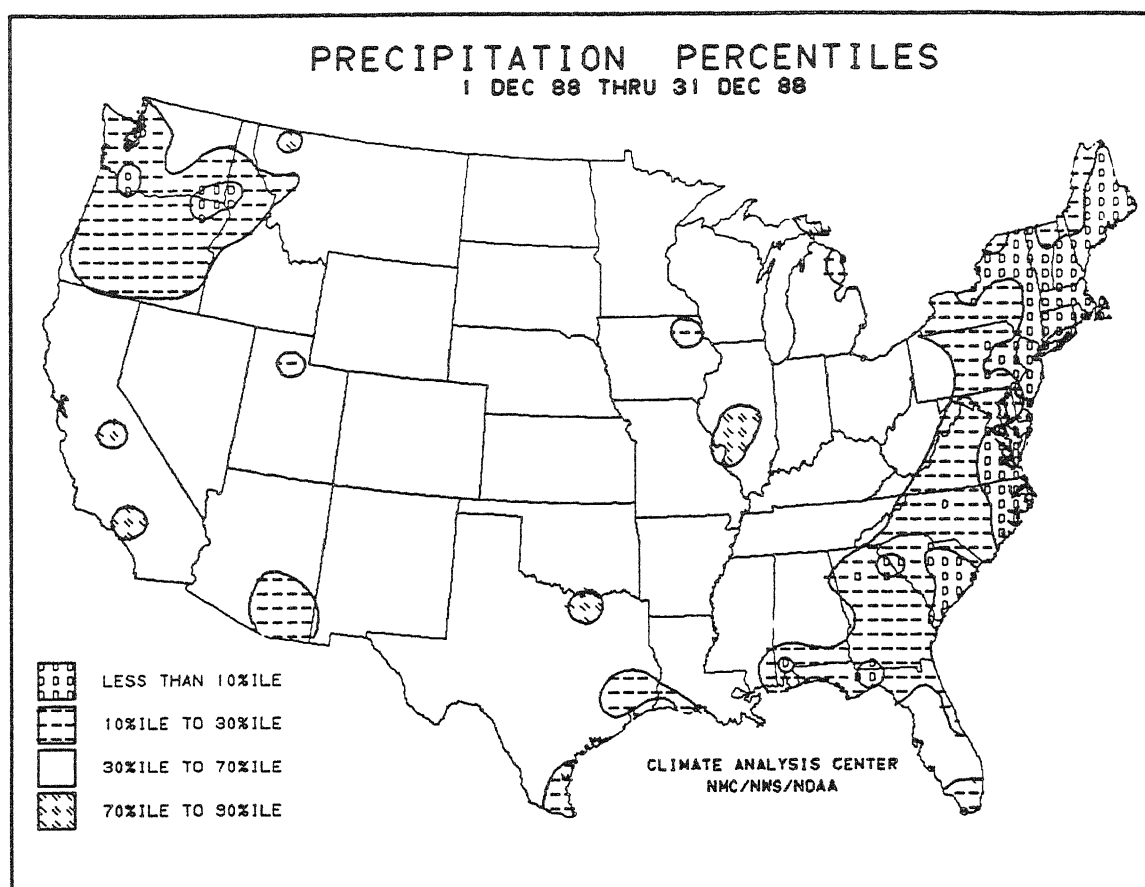 PRECIPITATION PERCENTILES
1 DEC 88 THRU 31 DEC 88
LESS THAN 10%ILE
10%ILE TO 30%ILE
30%ILE TO 70%ILE
70%ILE TO 90%ILE
CLIMATE ANALYSIS CENTER
NMC/NWS/NOAA